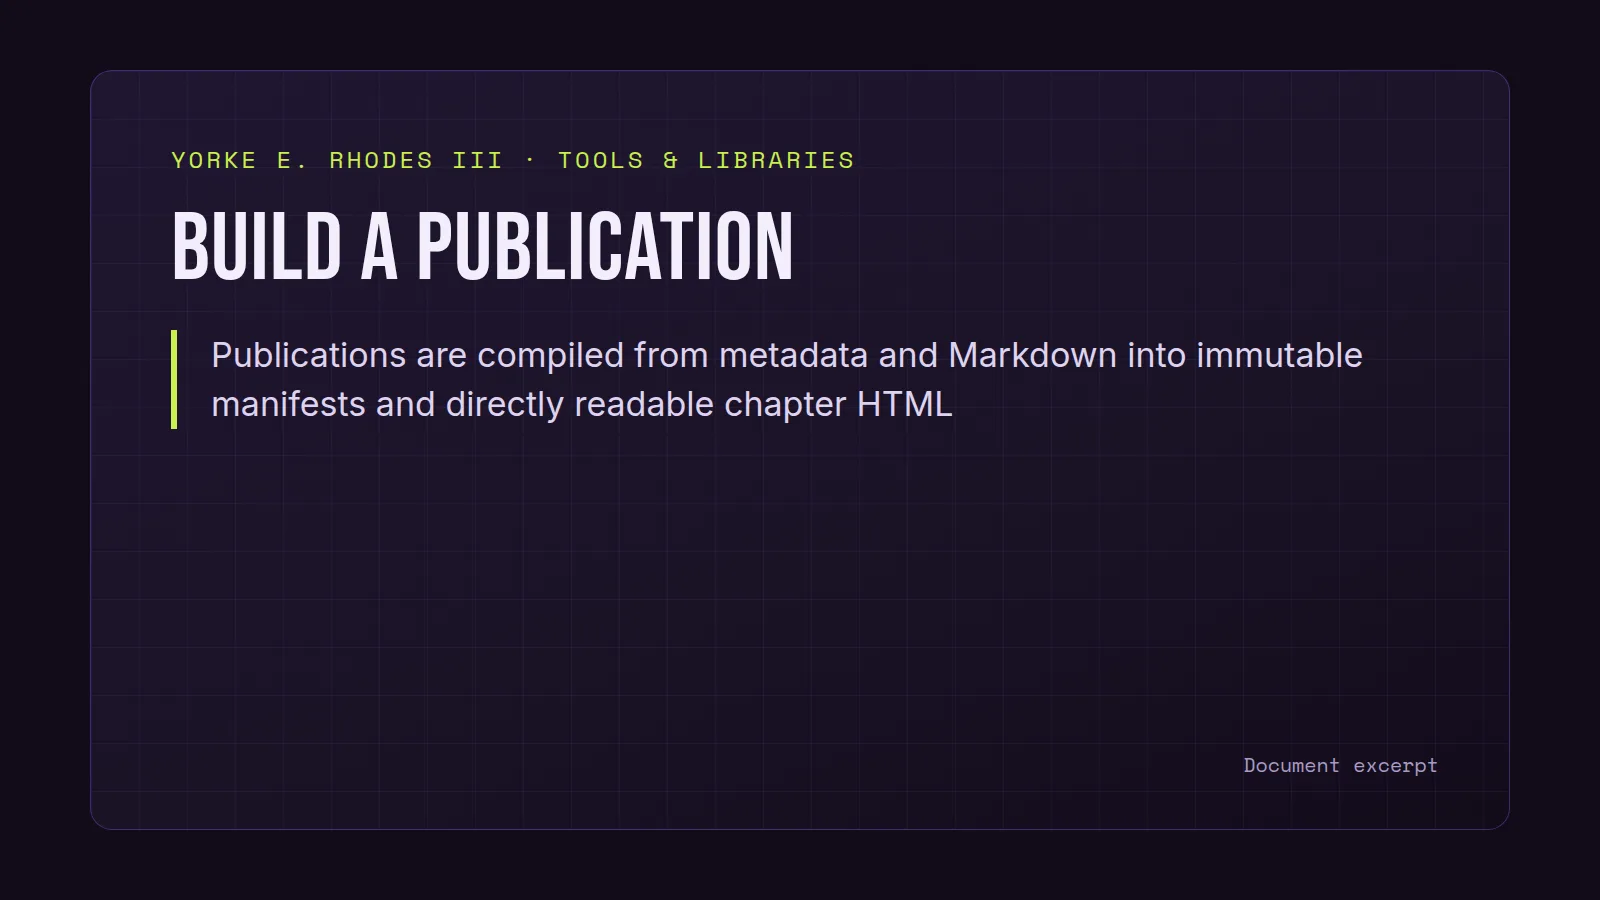 YORKE E. RHODES III · TOOLS & LIBRARIES
BUILD A PUBLICATION
Publications are compiled from metadata and Markdown into immutable
manifests and directly readable chapter HTML
Document excerpt